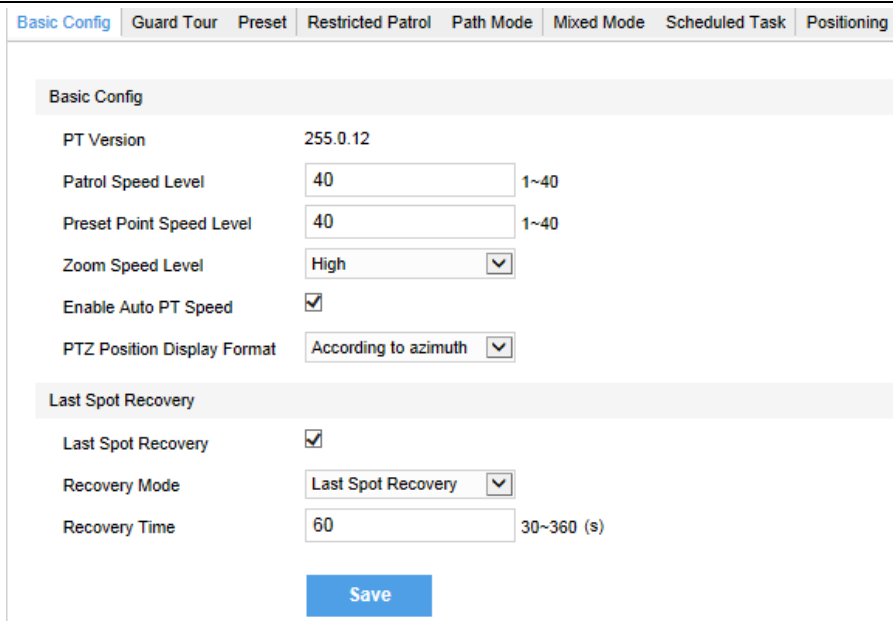 Basic Config Guard Tour Preset Restricted Patrol Path Mode Mixed Mode Scheduled Task Positioning
Basic Config
PT Version 255.0.12
Patrol Speed Level 40 1~40
Preset Point Speed Level 40 1~40
Zoom Speed Level High
Enable Auto PT Speed
PTZ Position Display Format According to azimuth
Last Spot Recovery
Last Spot Recovery
Recovery Mode Last Spot Recovery
Recovery Time 60 30~360 (s)
Save